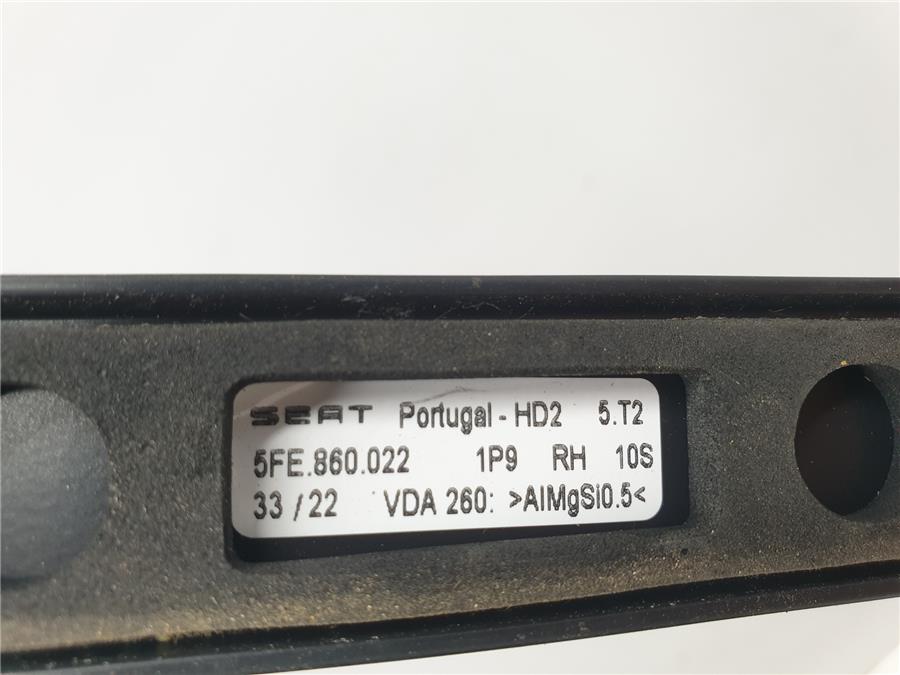 SEAT Portugal - HD2 5.T2
5FE.860.022 1P9 RH 10S
33 / 22 VDA 260: >AlMgSi0.5<